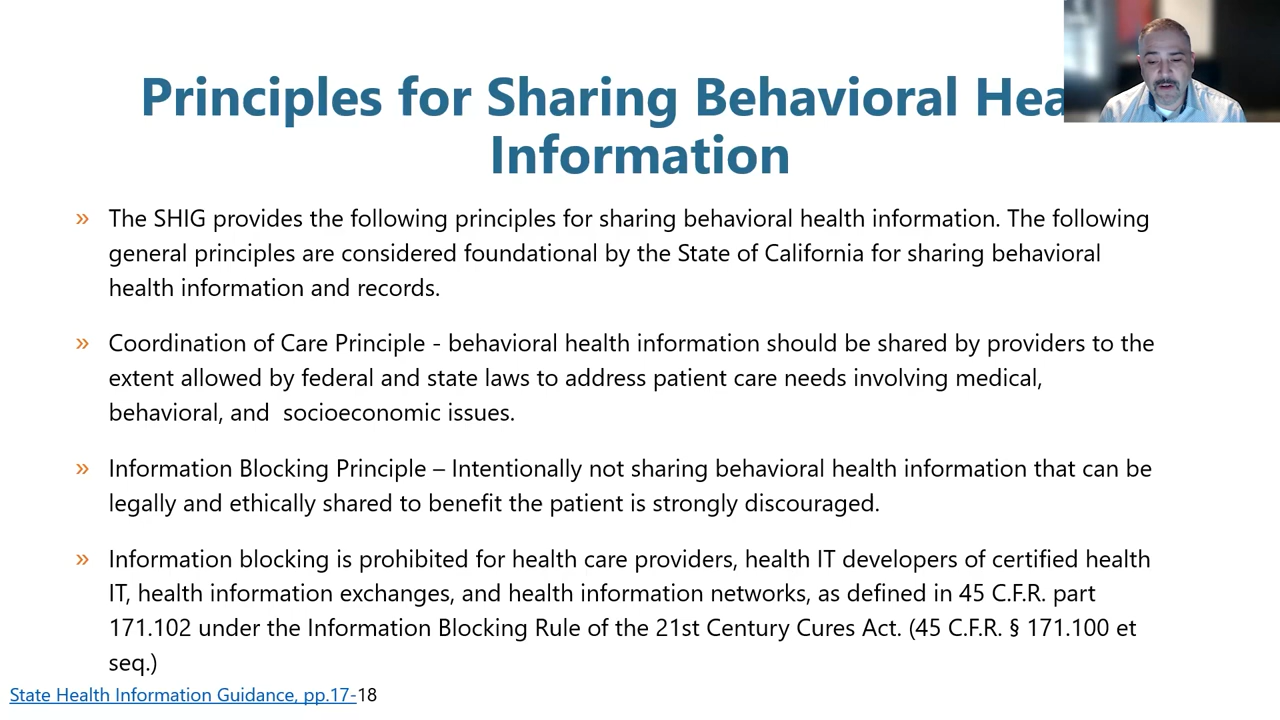 Principles for Sharing Behavioral Hea
Information
» The SHIG provides the following principles for sharing behavioral health information. The following
general principles are considered foundational by the State of California for sharing behavioral
health information and records.
» Coordination of Care Principle - behavioral health information should be shared by providers to the
extent allowed by federal and state laws to address patient care needs involving medical,
behavioral, and  socioeconomic issues.
» Information Blocking Principle – Intentionally not sharing behavioral health information that can be
legally and ethically shared to benefit the patient is strongly discouraged.
» Information blocking is prohibited for health care providers, health IT developers of certified health
IT, health information exchanges, and health information networks, as defined in 45 C.F.R. part
171.102 under the Information Blocking Rule of the 21st Century Cures Act. (45 C.F.R. § 171.100 et
seq.)
State Health Information Guidance, pp.17-18